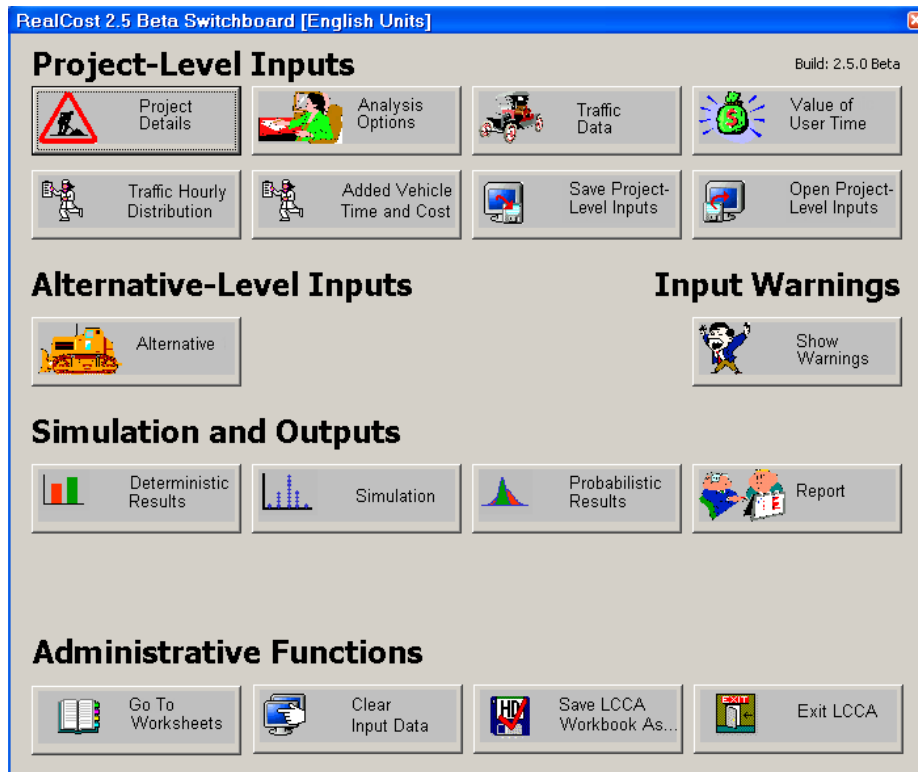 RealCost 2.5 Beta Switchboard [English Units]
Project-Level Inputs
Build: 2.5.0 Beta
Project
Details
Analysis
Options
Traffic
Data
Value of
User Time
Traffic Hourly
Distribution
Added Vehicle
Time and Cost
Save Project-
Level Inputs
Open Project-
Level Inputs
Alternative-Level Inputs
Input Warnings
Alternative
Show
Warnings
Simulation and Outputs
Deterministic
Results
Simulation
Probabilistic
Results
Report
Administrative Functions
Go To
Worksheets
Clear
Input Data
HD
Save LCCA
Workbook As...
EXIT
Exit LCCA